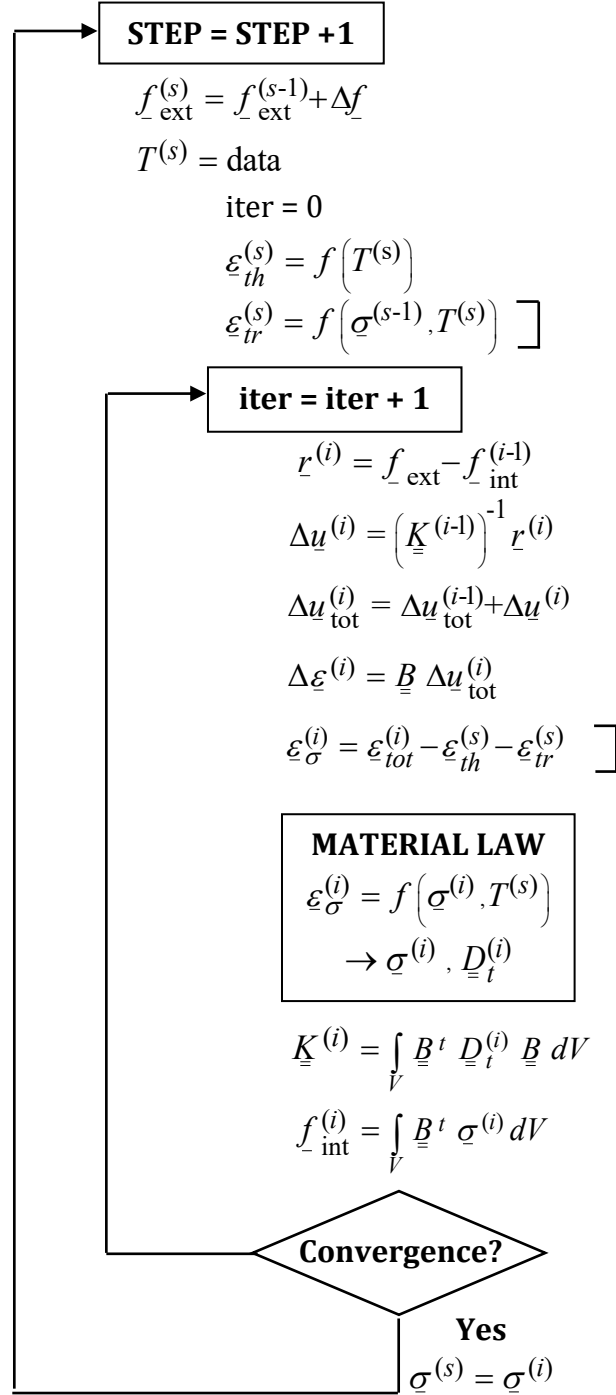 STEP = STEP +1
f_ext^(s) = f_ext^(s-1) + Δf
T^(s) = data
iter = 0
ε_th^(s) = f(T^(s))
ε_tr^(s) = f(σ^(s-1), T^(s)) ]
iter = iter + 1
r^(i) = f_ext − f_int^(i-1)
Δu^(i) = (K^(i-1))^-1 r^(i)
Δu_tot^(i) = Δu_tot^(i-1) + Δu^(i)
Δε^(i) = B Δu_tot^(i)
ε_σ^(i) = ε_tot^(i) − ε_th^(s) − ε_tr^(s) ]
MATERIAL LAW
ε_σ^(i) = f(σ^(i), T^(s))
→ σ^(i), D_t^(i)
K^(i) = ∫_V B^t D_t^(i) B dV
f_int^(i) = ∫_V B^t σ^(i) dV
Convergence?
Yes
σ^(s) = σ^(i)